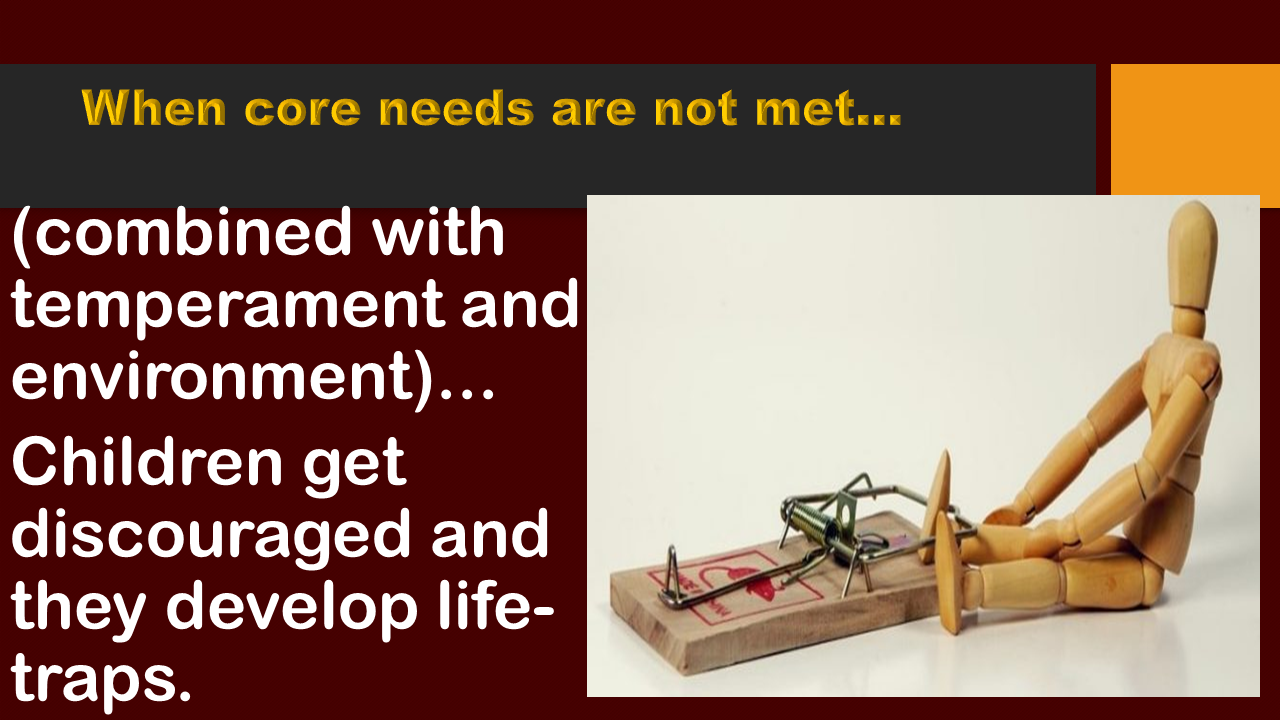 When core needs are not met...
(combined with
temperament and
environment)...
Children get
discouraged and
they develop life-
traps.